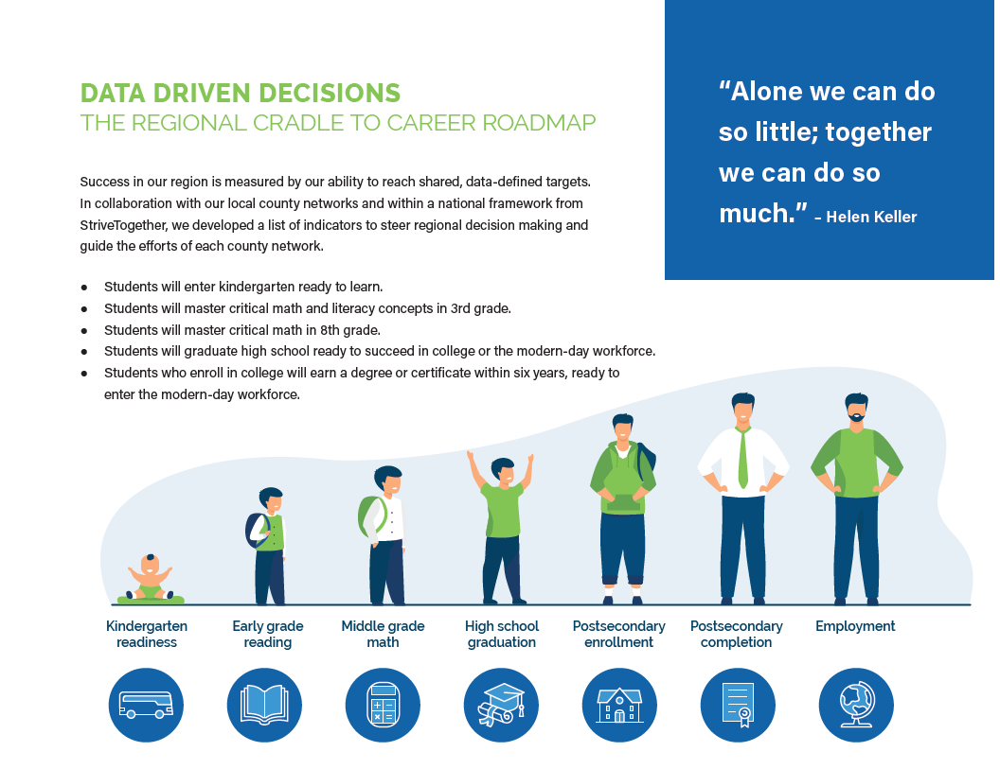 DATA DRIVEN DECISIONS
THE REGIONAL CRADLE TO CAREER ROADMAP
“Alone we can do
so little; together
we can do so
much.” – Helen Keller
Success in our region is measured by our ability to reach shared, data-defined targets.
In collaboration with our local county networks and within a national framework from
StriveTogether, we developed a list of indicators to steer regional decision making and
guide the efforts of each county network.
● Students will enter kindergarten ready to learn.
● Students will master critical math and literacy concepts in 3rd grade.
● Students will master critical math in 8th grade.
● Students will graduate high school ready to succeed in college or the modern-day workforce.
● Students who enroll in college will earn a degree or certificate within six years, ready to
enter the modern-day workforce.
Kindergarten
readiness
Early grade
reading
Middle grade
math
High school
graduation
Postsecondary
enrollment
Postsecondary
completion
Employment